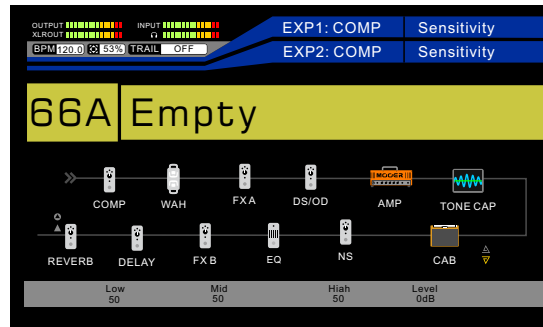 OUTPUT INPUT
XLROUT
BPM 120.0 53% TRAIL OFF
EXP1: COMP Sensitivity
EXP2: COMP Sensitivity
66A Empty
MOOER
COMP WAH FX A DS/OD AMP TONE CAP
REVERB DELAY FX B EQ NS CAB
Low Mid Hiah Level
50 50 50 0dB